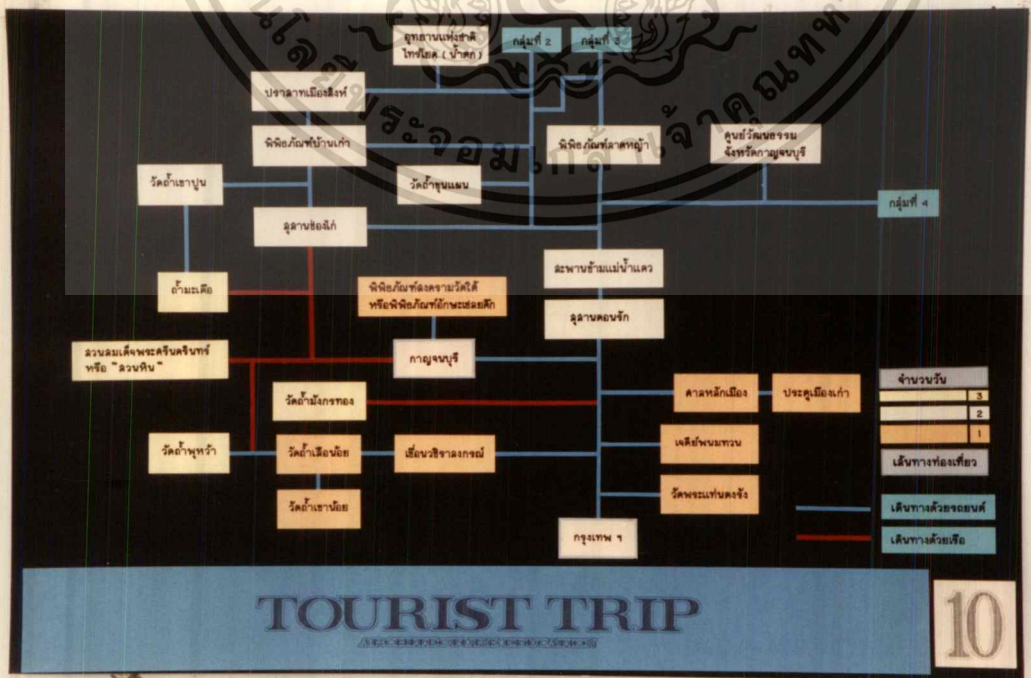 อุทยานแห่งชาติ
ไทรโยค ( น้ำตก )
กลุ่มที่ 2
กลุ่มที่ 3
ปราสาทเมืองสิงห์
พิพิธภัณฑ์บ้านเก่า
พิพิธภัณฑ์ลาดหญ้า
ศูนย์วัฒนธรรม
จังหวัดกาญจนบุรี
วัดถ้ำเขาปูน
วัดถ้ำขุนแผน
กลุ่มที่ 4
สุสานช่องไก่
สะพานข้ามแม่น้ำแคว
ถ้ำมะเดือ
พิพิธภัณฑ์สงครามวัดใต้
หรือพิพิธภัณฑ์อักษะเชลยศึก
สุสานดอนรัก
สวนสมเด็จพระศรีนครินทร์
หรือ "สวนหิน"
กาญจนบุรี
จำนวนวัน
3
2
1
วัดถ้ำมังกรทอง
ศาลหลักเมือง
ประตูเมืองเก่า
วัดถ้ำพุหว้า
วัดถ้ำเสือน้อย
เขื่อนวชิราลงกรณ์
เจดีย์พนมทวน
เส้นทางท่องเที่ยว
วัดถ้ำเขาน้อย
วัดพระแท่นดงรัง
เดินทางด้วยรถยนต์
กรุงเทพ ฯ
เดินทางด้วยเรือ
TOURIST TRIP
10